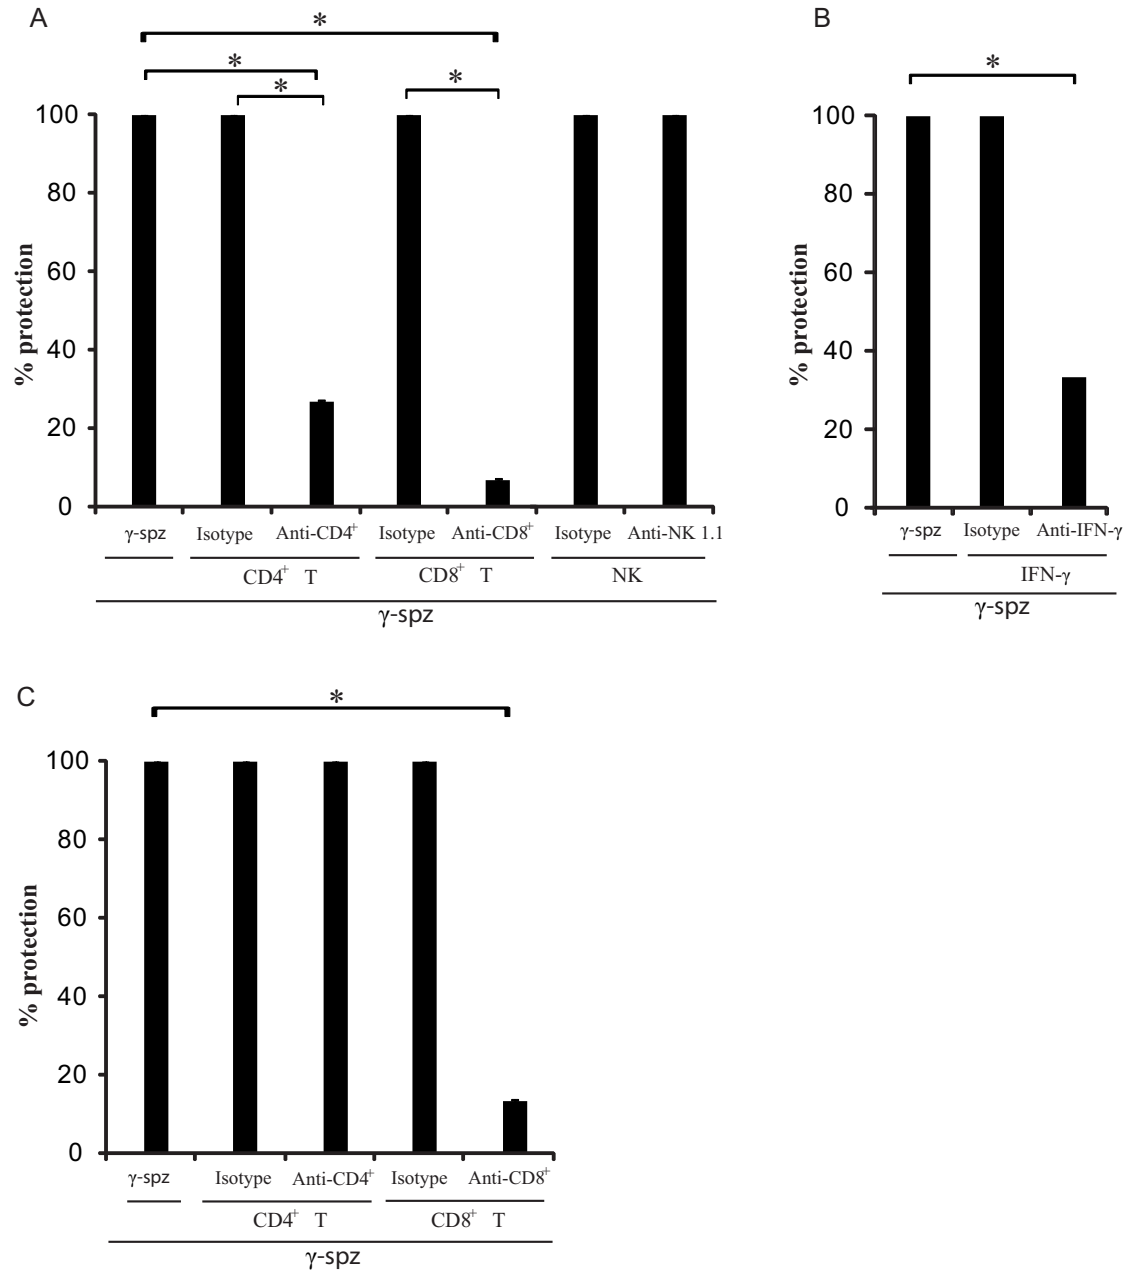 A
*
*
*
*
100
80
60
40
20
0
% protection
γ-spz Isotype Anti-CD4+ Isotype Anti-CD8+ Isotype Anti-NK 1.1
CD4+ T CD8+ T NK
γ-spz
B
*
100
80
60
40
20
0
% protection
γ-spz Isotype Anti-IFN-γ
IFN-γ
γ-spz
C
*
100
80
60
40
20
0
% protection
γ-spz Isotype Anti-CD4+ Isotype Anti-CD8+
CD4+ T CD8+ T
γ-spz